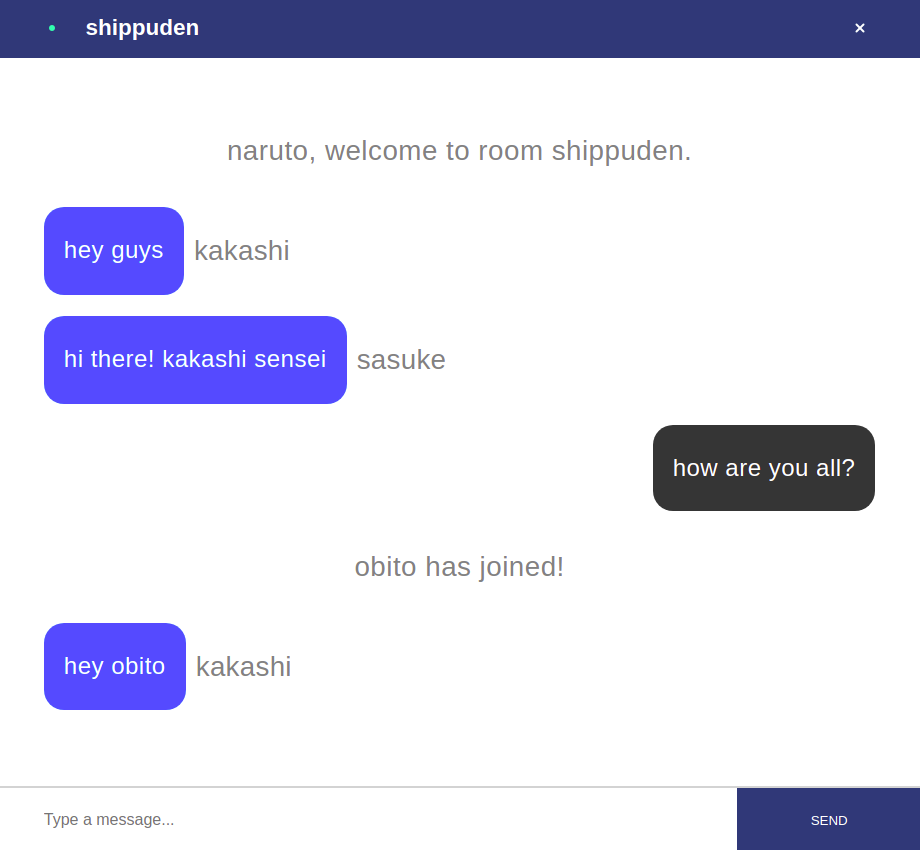 shippuden
naruto, welcome to room shippuden.
hey guys kakashi
hi there! kakashi sensei sasuke
how are you all?
obito has joined!
hey obito kakashi
Type a message... SEND